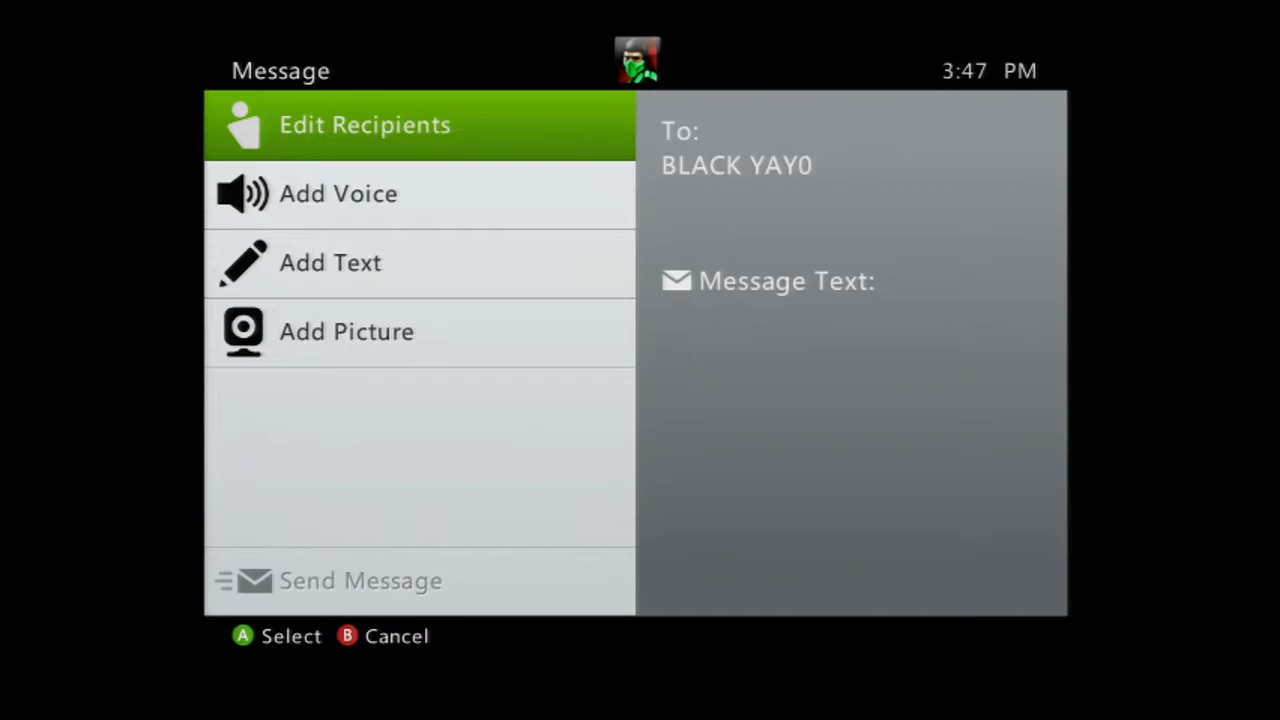 Message
3:47 PM
Edit Recipients
Add Voice
Add Text
Add Picture
Send Message
To:
BLACK YAY0
Message Text:
A Select B Cancel